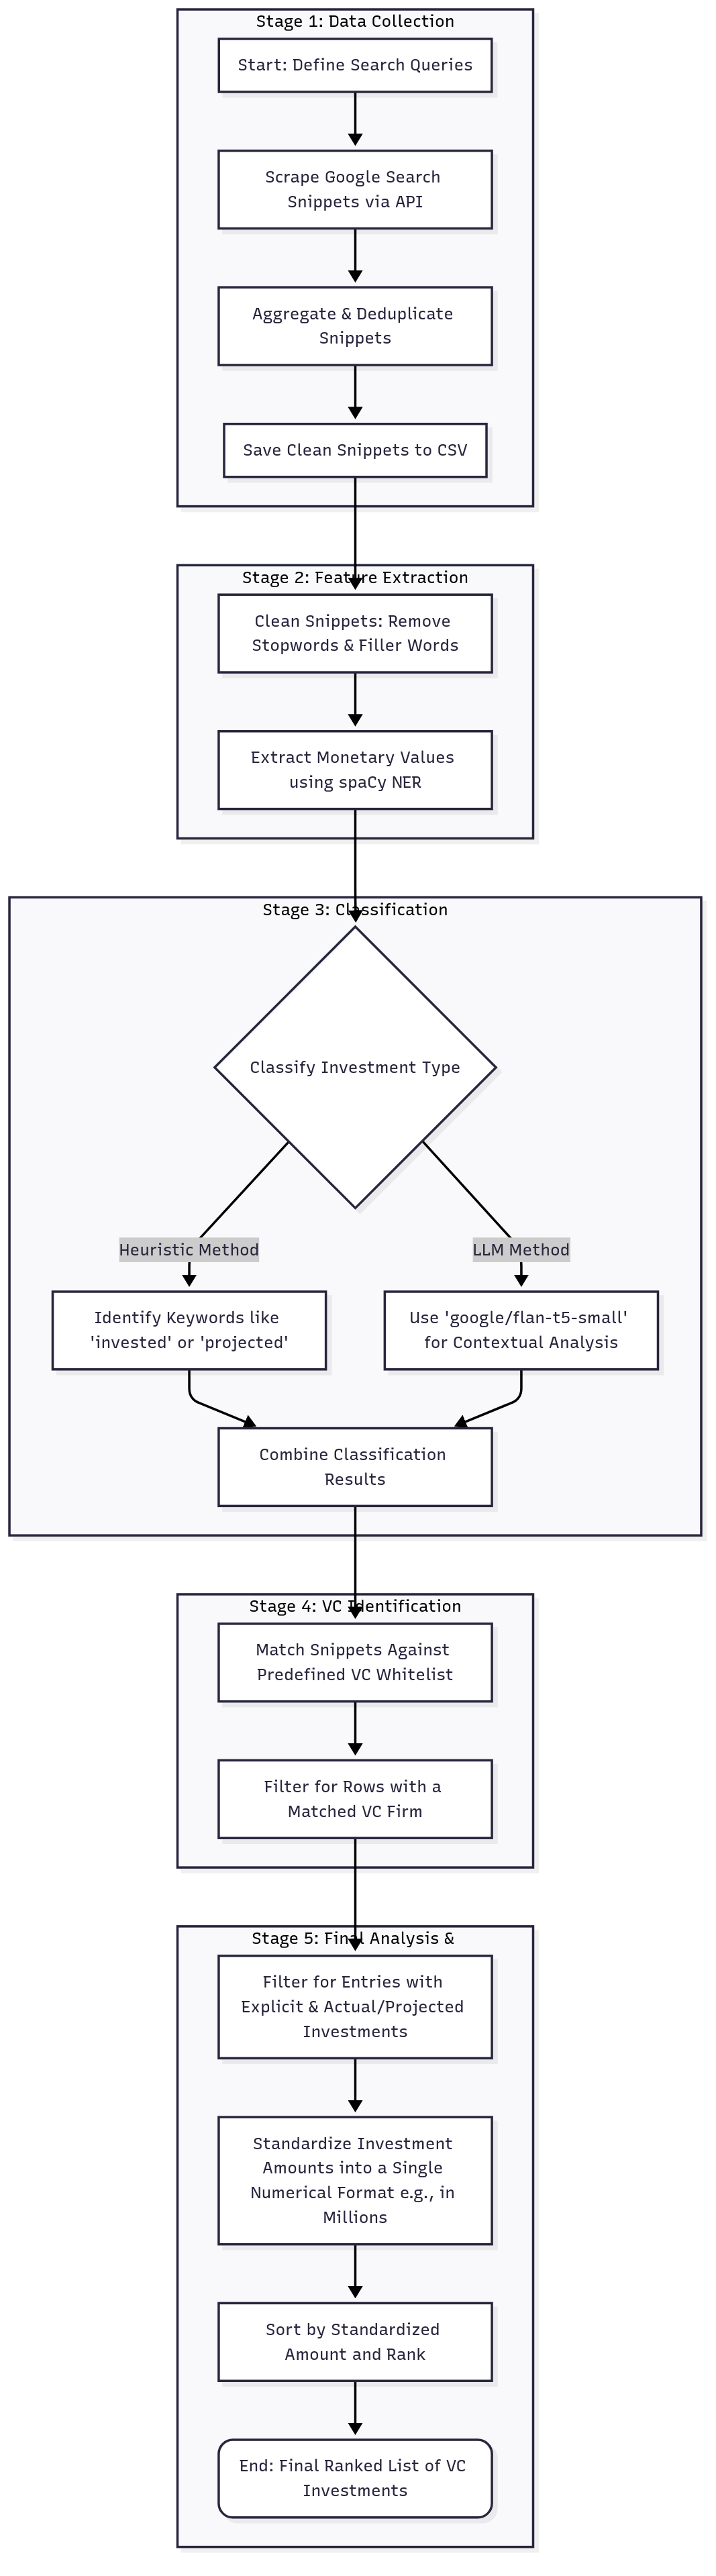 Stage 1: Data Collection
Start: Define Search Queries
Scrape Google Search
Snippets via API
Aggregate & Deduplicate
Snippets
Save Clean Snippets to CSV
Stage 2: Feature Extraction
Clean Snippets: Remove
Stopwords & Filler Words
Extract Monetary Values
using spaCy NER
Stage 3: Classification
Classify Investment Type
Heuristic Method
LLM Method
Identify Keywords like
'invested' or 'projected'
Use 'google/flan-t5-small'
for Contextual Analysis
Combine Classification
Results
Stage 4: VC Identification
Match Snippets Against
Predefined VC Whitelist
Filter for Rows with a
Matched VC Firm
Stage 5: Final Analysis &
Filter for Entries with
Explicit & Actual/Projected
Investments
Standardize Investment
Amounts into a Single
Numerical Format e.g., in
Millions
Sort by Standardized
Amount and Rank
End: Final Ranked List of VC
Investments